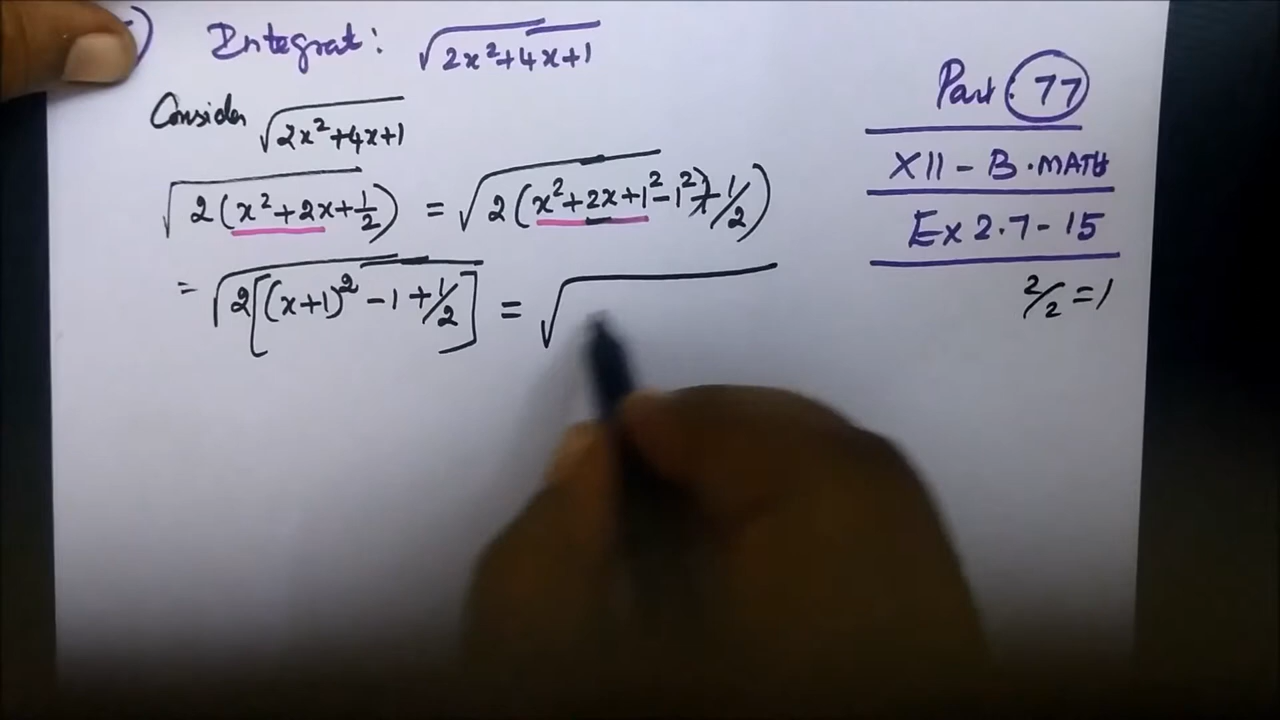 ) Integrat: √2x²+4x+1
Consider √2x²+4x+1
√2(x²+2x+1/2) = √2(x²+2x+1²-1²)+1/2)
= √2[(x+1)²-1+1/2] = √
Part: 77
XII - B.MATH
Ex 2.7-15
2/2=1